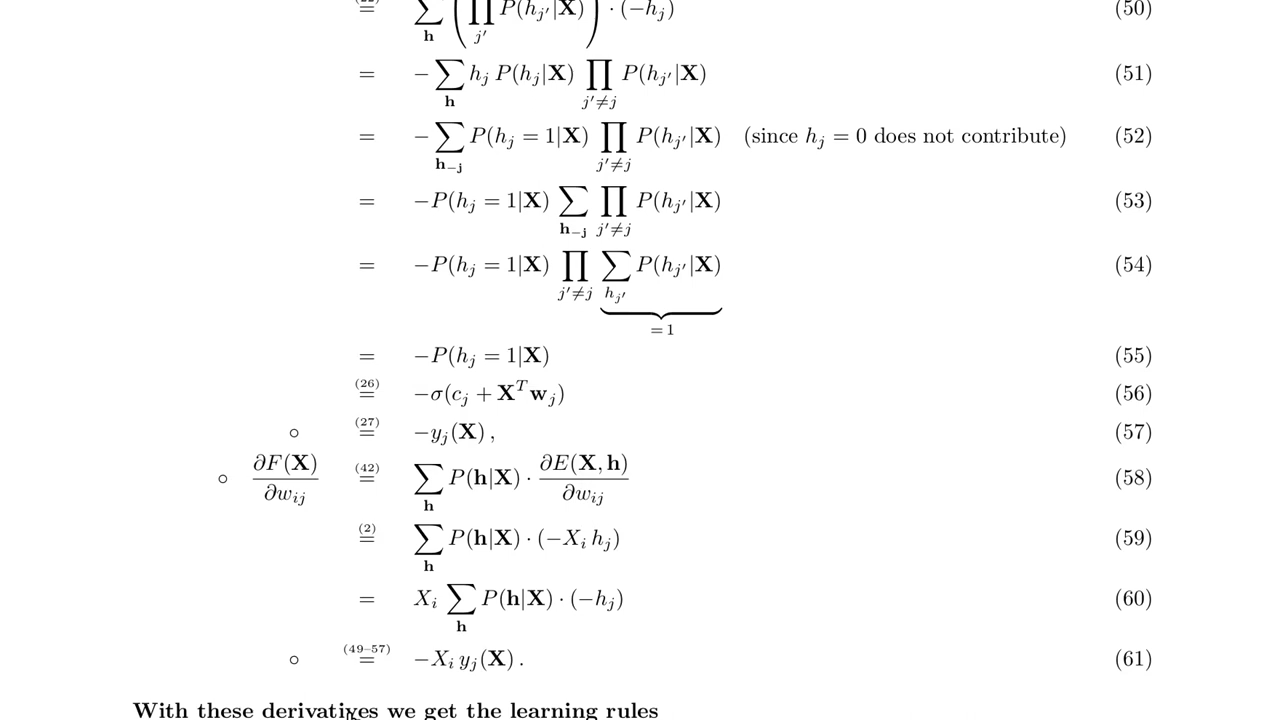 (22)= ∑_h (∏_{j′} P(h_{j′}|X)) · (−h_j) (50)
= −∑_h h_j P(h_j|X) ∏_{j′≠j} P(h_{j′}|X) (51)
= −∑_{h_{−j}} P(h_j = 1|X) ∏_{j′≠j} P(h_{j′}|X) (since h_j = 0 does not contribute) (52)
= −P(h_j = 1|X) ∑_{h_{−j}} ∏_{j′≠j} P(h_{j′}|X) (53)
= −P(h_j = 1|X) ∏_{j′≠j} ∑_{h_{j′}} P(h_{j′}|X) (54)
= 1
= −P(h_j = 1|X) (55)
(26)= −σ(c_j + X^T w_j) (56)
◦ (27)= −y_j(X) , (57)
◦ ∂F(X)/∂w_{ij} (42)= ∑_h P(h|X) · ∂E(X, h)/∂w_{ij} (58)
(2)= ∑_h P(h|X) · (−X_i h_j) (59)
= X_i ∑_h P(h|X) · (−h_j) (60)
◦ (49–57)= −X_i y_j(X) . (61)
With these derivatives we get the learning rules